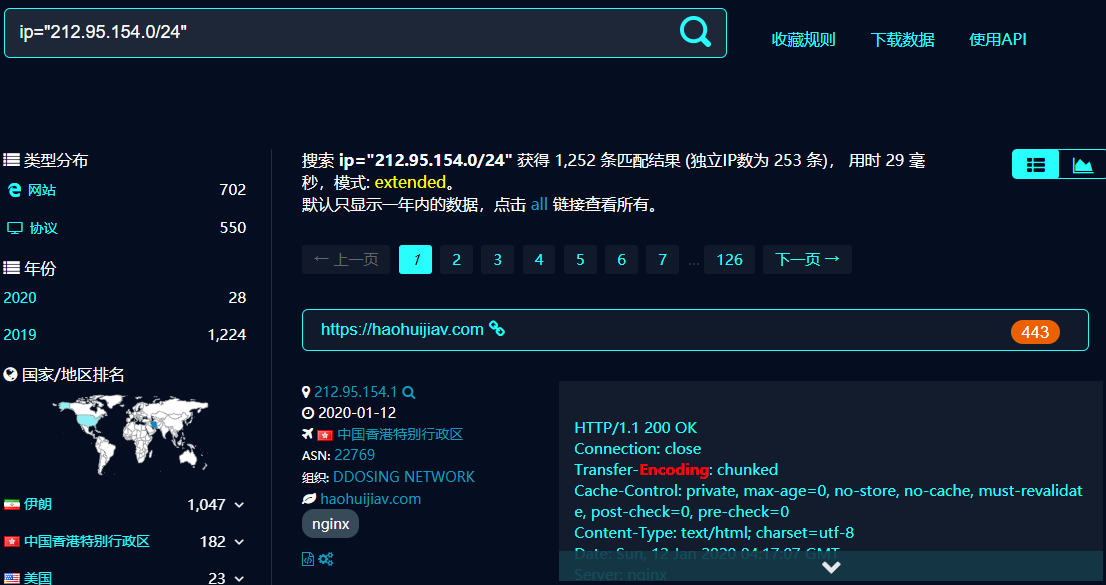 ip="212.95.154.0/24"
收藏规则 下载数据 使用API
类型分布
网站 702
协议 550
年份
2020 28
2019 1,224
国家/地区排名
伊朗 1,047
中国香港特别行政区 182
美国 23
搜索 ip="212.95.154.0/24" 获得 1,252 条匹配结果 (独立IP数为 253 条)， 用时 29 毫
秒，模式: extended。
默认只显示一年内的数据，点击 all 链接查看所有。
← 上一页 1 2 3 4 5 6 7 ... 126 下一页 →
https://haohuijiav.com 443
212.95.154.1
2020-01-12
中国香港特别行政区
ASN: 22769
组织: DDOSING NETWORK
haohuijiav.com
nginx
HTTP/1.1 200 OK
Connection: close
Transfer-Encoding: chunked
Cache-Control: private, max-age=0, no-store, no-cache, must-revalidat
e, post-check=0, pre-check=0
Content-Type: text/html; charset=utf-8
Date: Sun, 12 Jan 2020 04:17:07 GMT
Server: nginx